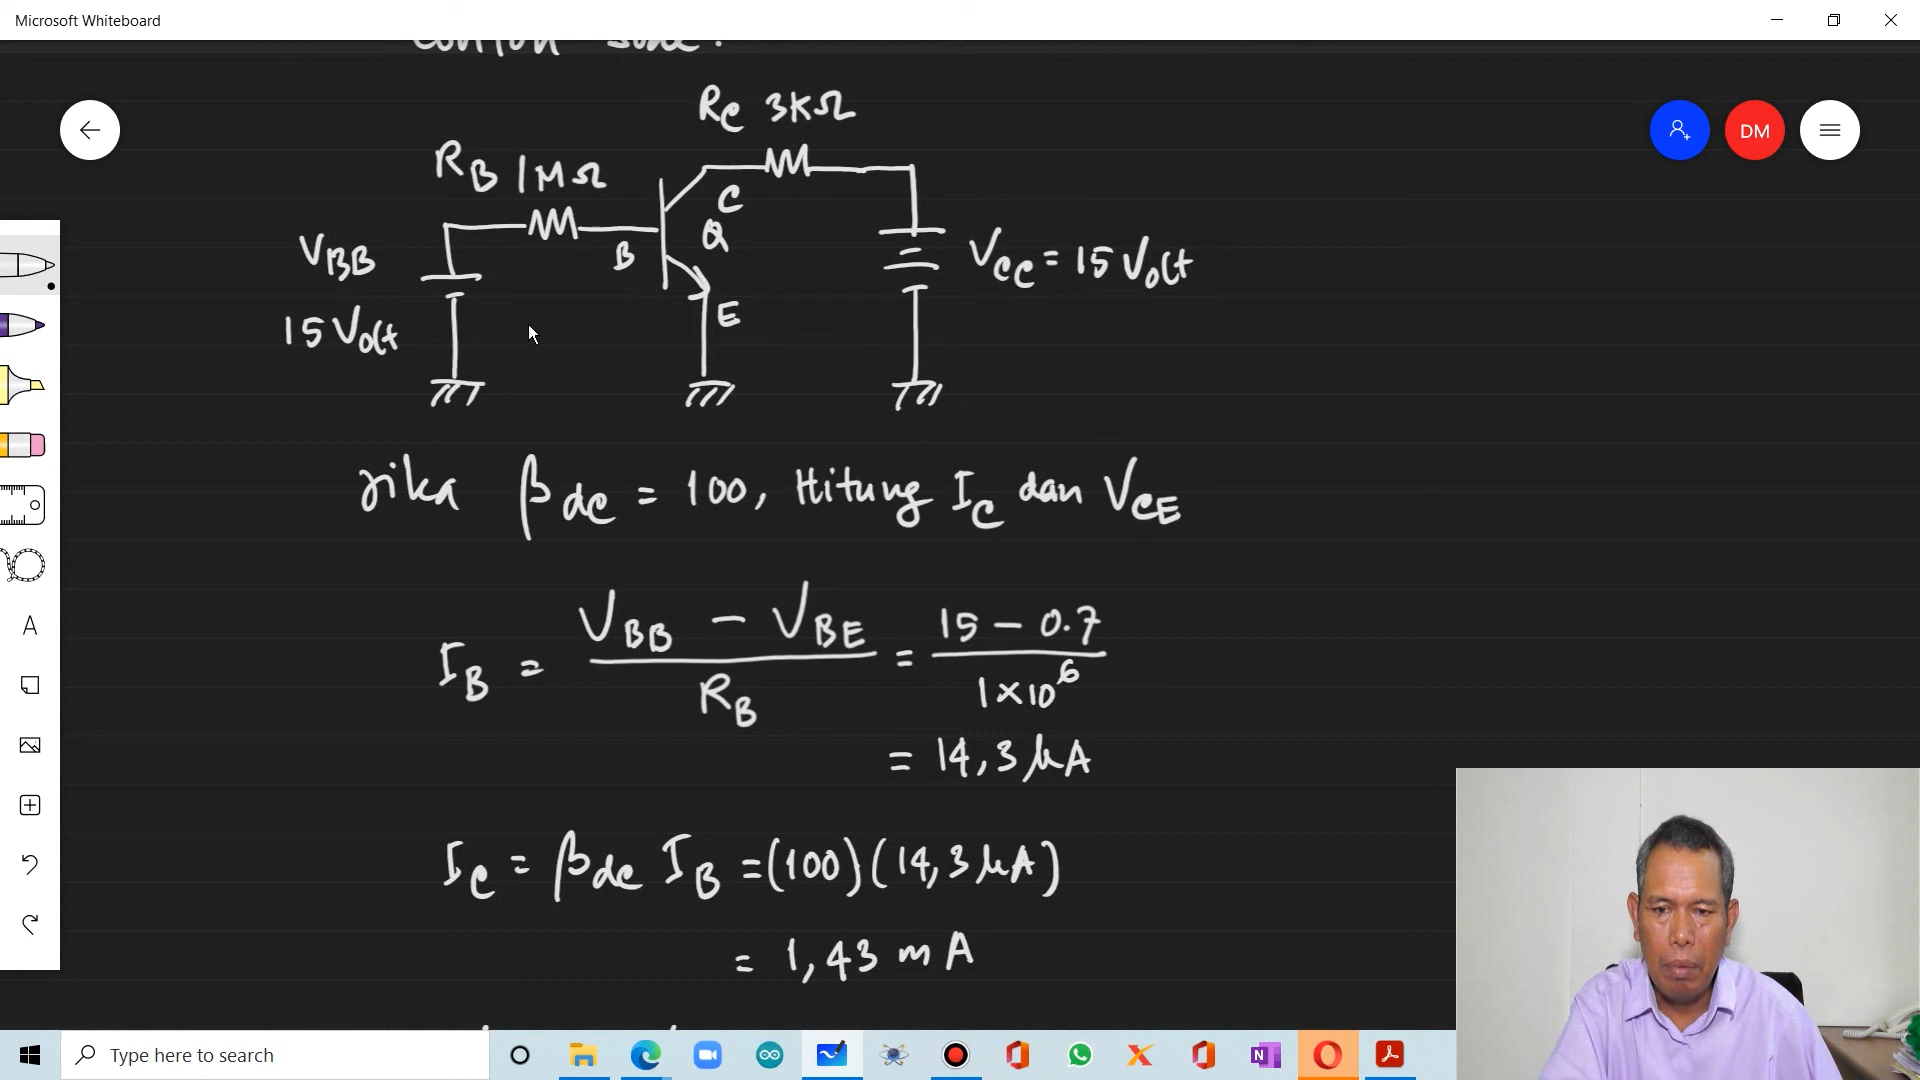 Microsoft Whiteboard
contoh soal:
RC 3KΩ
RB 1MΩ
DM
C
Q
B
VBB
VCC = 15 Volt
15 Volt
E
Jika βdc = 100, Hitung IC dan VCE
IB = VBB - VBE / RB = 15 - 0.7 / 1 x 10^6
= 14,3 μA
IC = βdc IB = (100) (14,3 μA)
= 1,43 mA
A
Type here to search